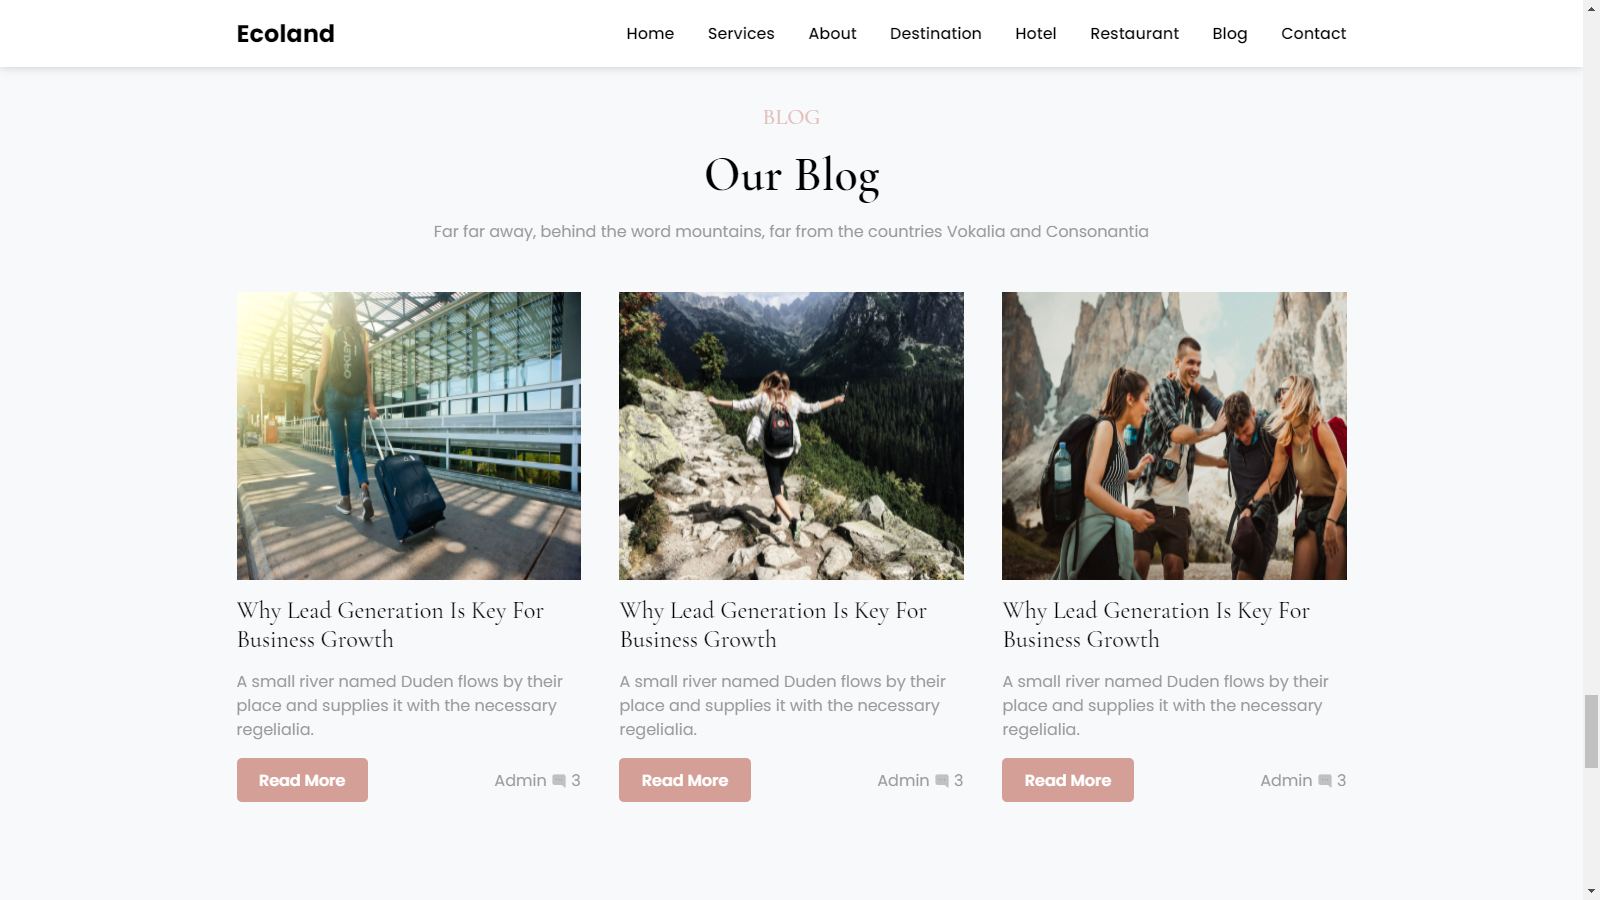 Ecoland
Home Services About Destination Hotel Restaurant Blog Contact
BLOG
Our Blog
Far far away, behind the word mountains, far from the countries Vokalia and Consonantia
Why Lead Generation Is Key For
Business Growth
A small river named Duden flows by their
place and supplies it with the necessary
regelialia.
Read More
Admin 3
Why Lead Generation Is Key For
Business Growth
A small river named Duden flows by their
place and supplies it with the necessary
regelialia.
Read More
Admin 3
Why Lead Generation Is Key For
Business Growth
A small river named Duden flows by their
place and supplies it with the necessary
regelialia.
Read More
Admin 3